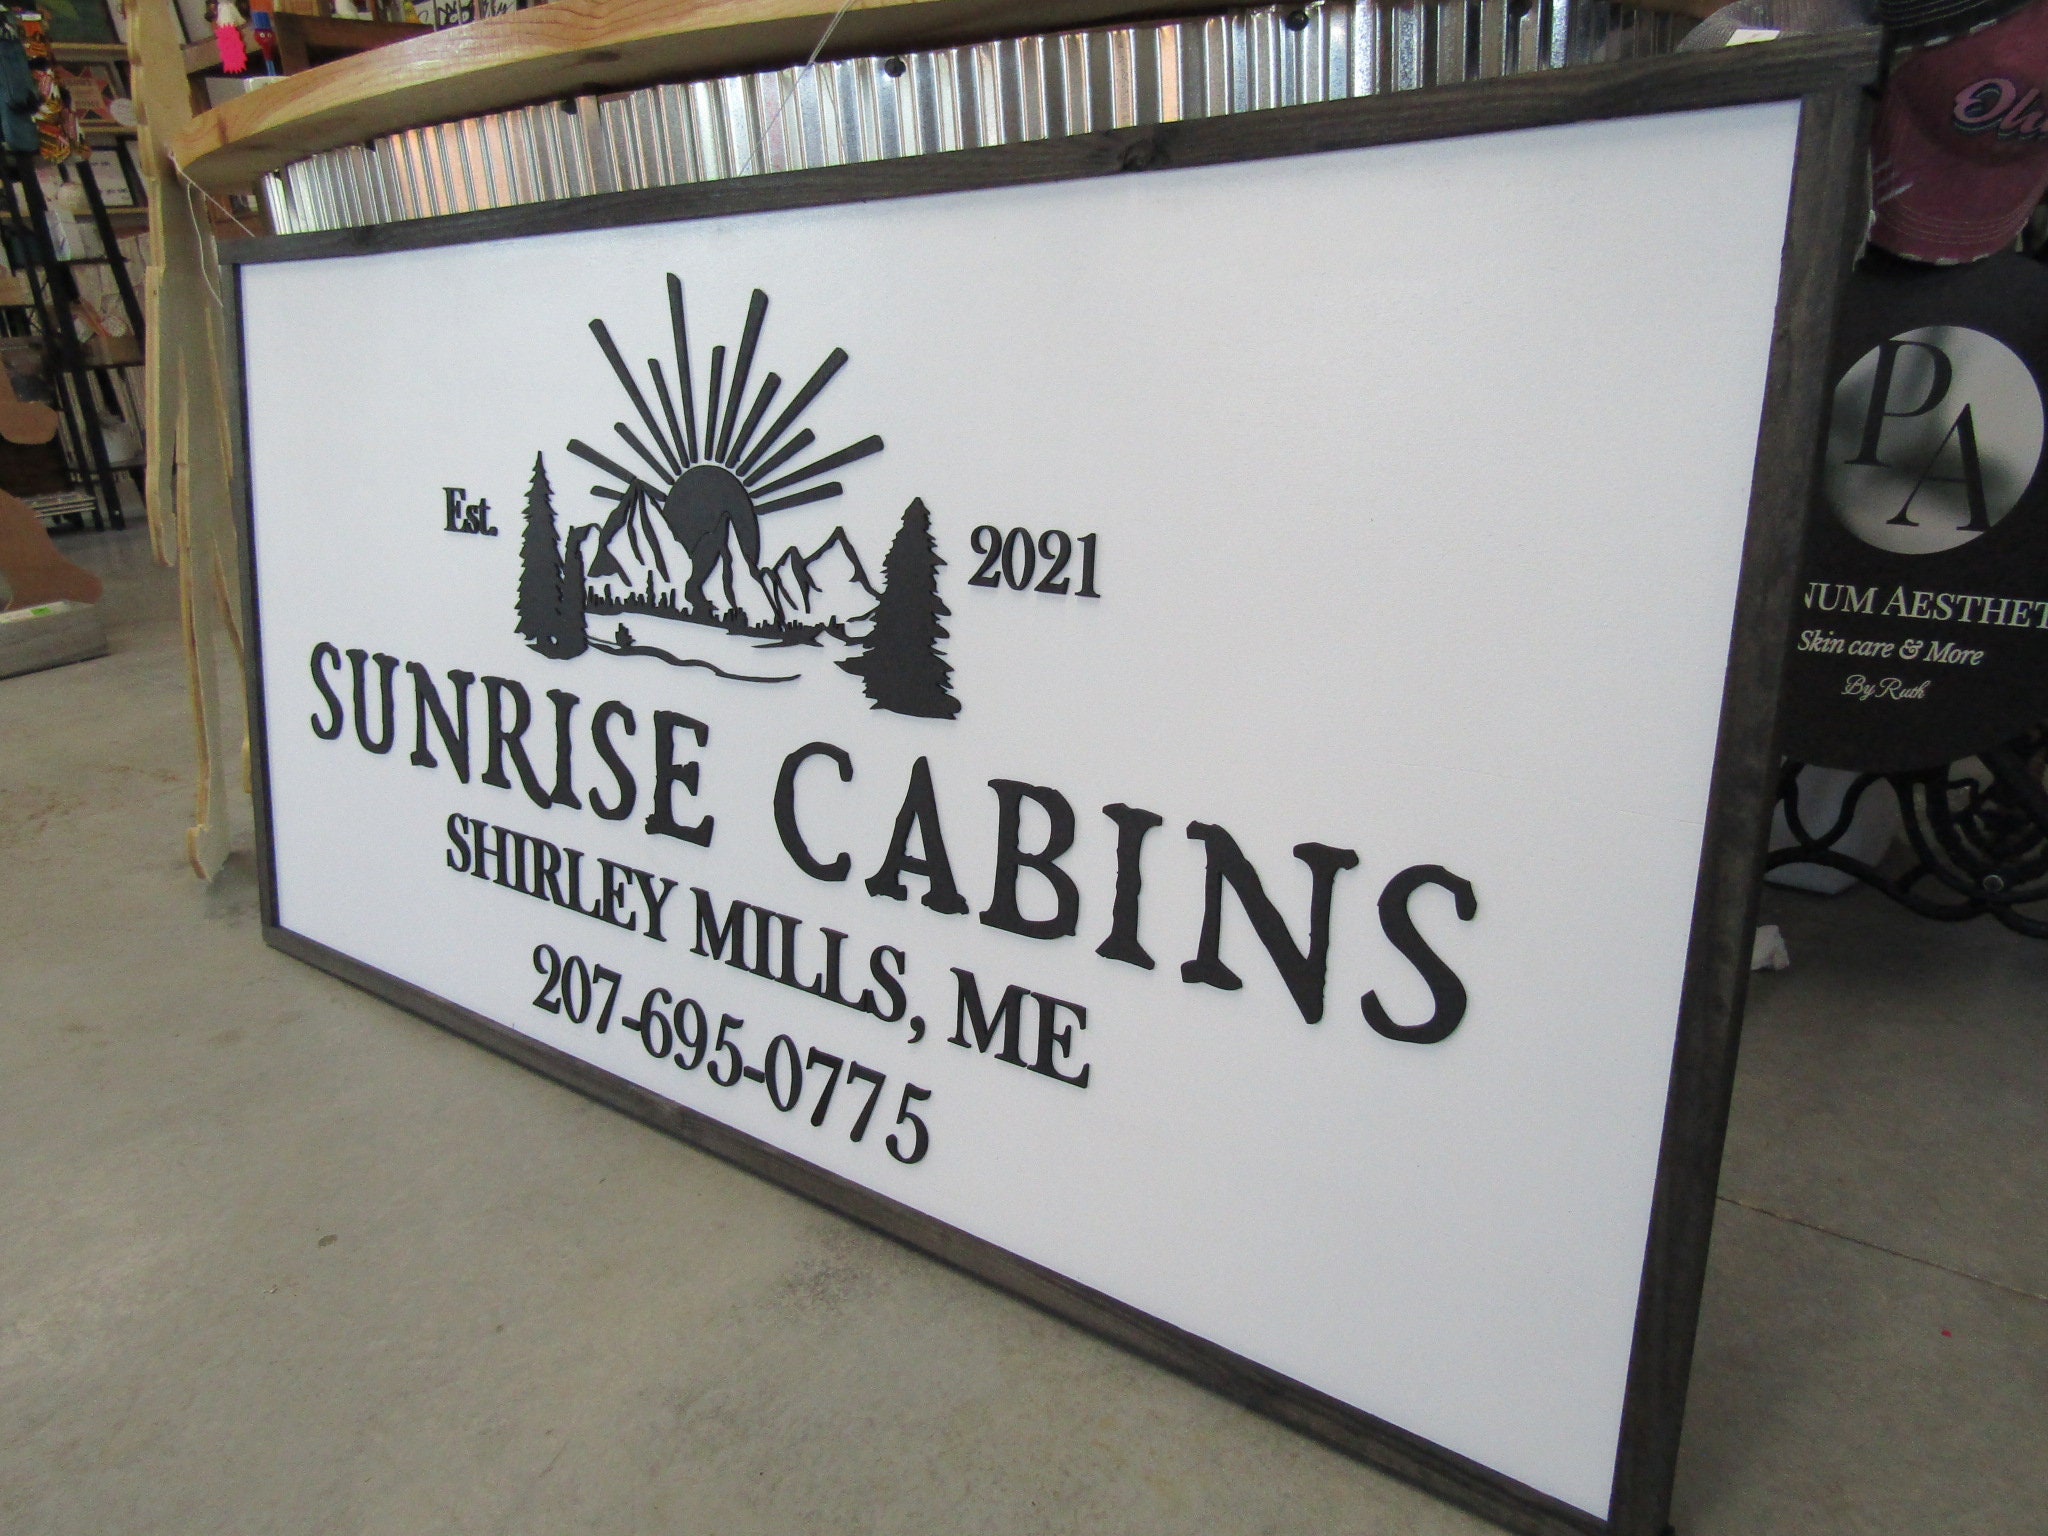 Est. 2021
SUNRISE CABINS
SHIRLEY MILLS, ME
207-695-0775
PA
NUM AESTHET
Skin care & More
By Ruth